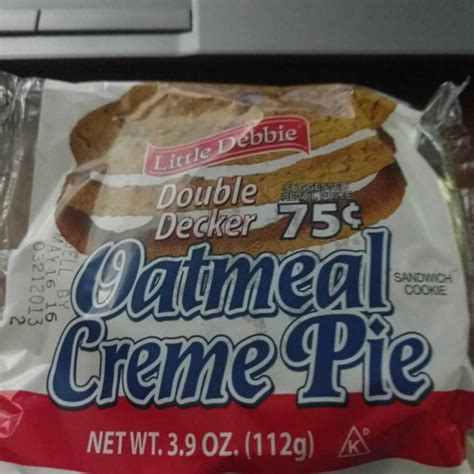 Little Debbie
Double
Decker
SUGGESTED
RETAIL PRICE
75¢
Oatmeal
Creme Pie
SANDWICH
COOKIE
SELL BY
MAY16 16
03212013
2
NET WT. 3.9 OZ. (112g)
K D